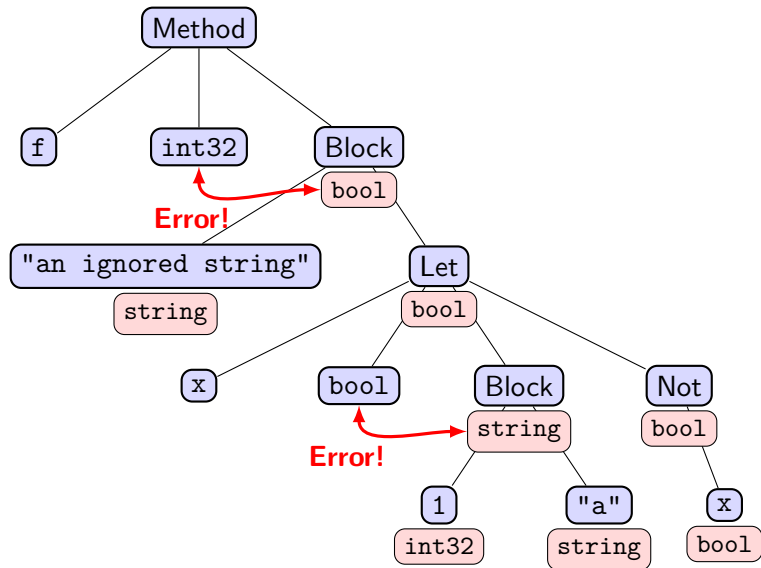 Method
f
int32
Block
bool
Error!
"an ignored string"
string
Let
bool
x
bool
Block
Not
string
bool
Error!
1
"a"
x
int32
string
bool